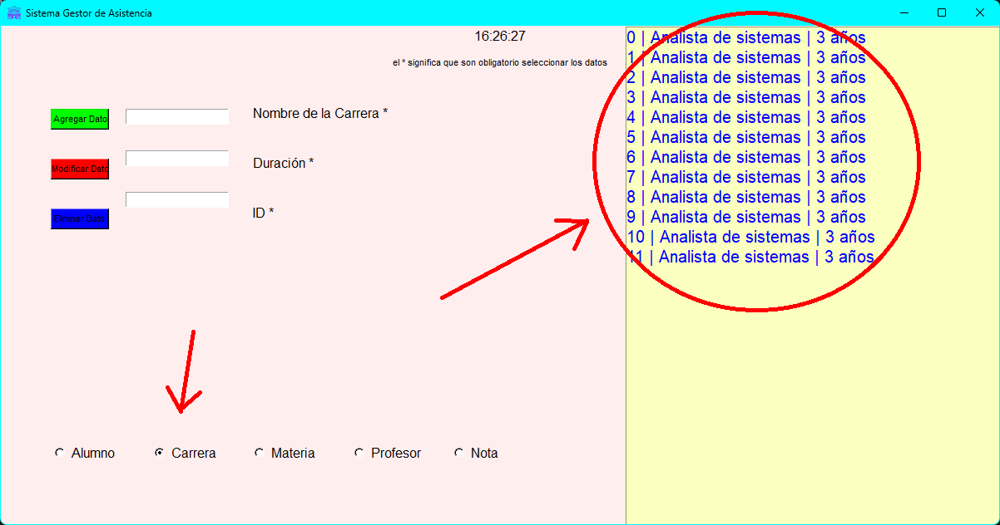 Sistema Gestor de Asistencia
16:26:27
el * significa que son obligatorio seleccionar los datos
Agregar Dato
Nombre de la Carrera *
Modificar Dato
Duración *
Eliminar Dato
ID *
Alumno
Carrera
Materia
Profesor
Nota
0 | Analista de sistemas | 3 años
1 | Analista de sistemas | 3 años
2 | Analista de sistemas | 3 años
3 | Analista de sistemas | 3 años
4 | Analista de sistemas | 3 años
5 | Analista de sistemas | 3 años
6 | Analista de sistemas | 3 años
7 | Analista de sistemas | 3 años
8 | Analista de sistemas | 3 años
9 | Analista de sistemas | 3 años
10 | Analista de sistemas | 3 años
11 | Analista de sistemas | 3 años